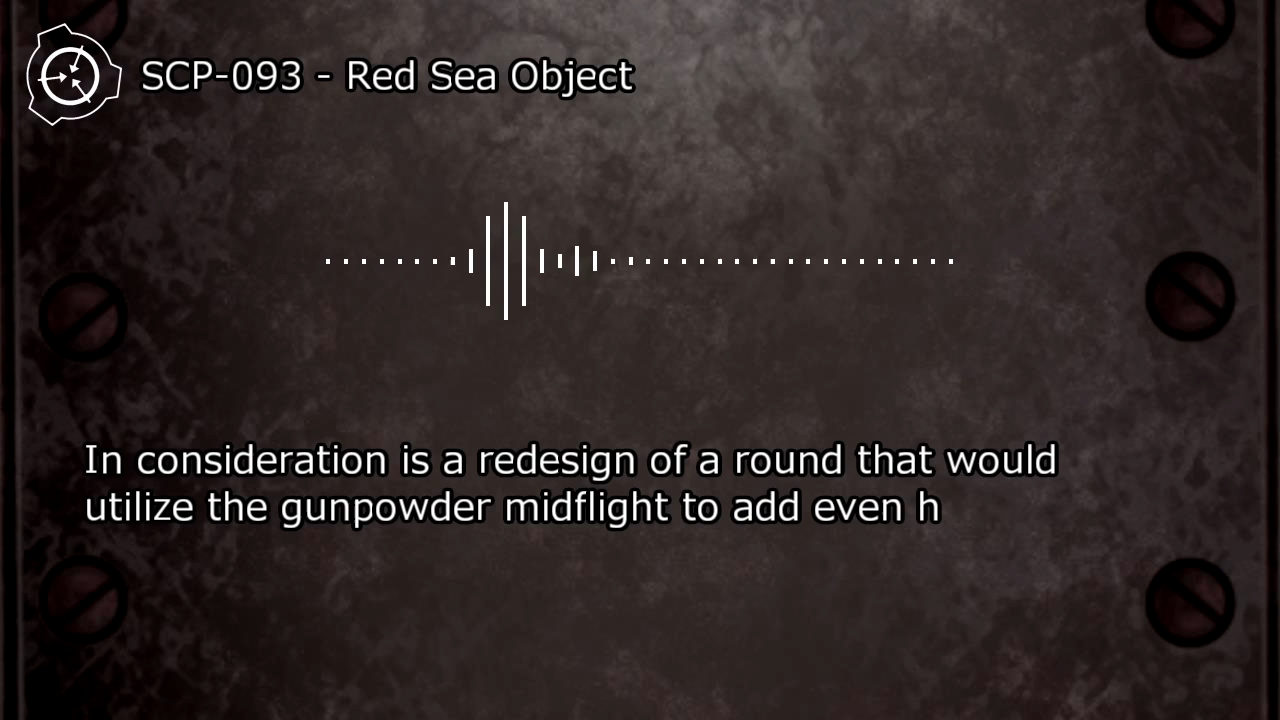 SCP-093 - Red Sea Object
In consideration is a redesign of a round that would
utilize the gunpowder midflight to add even h